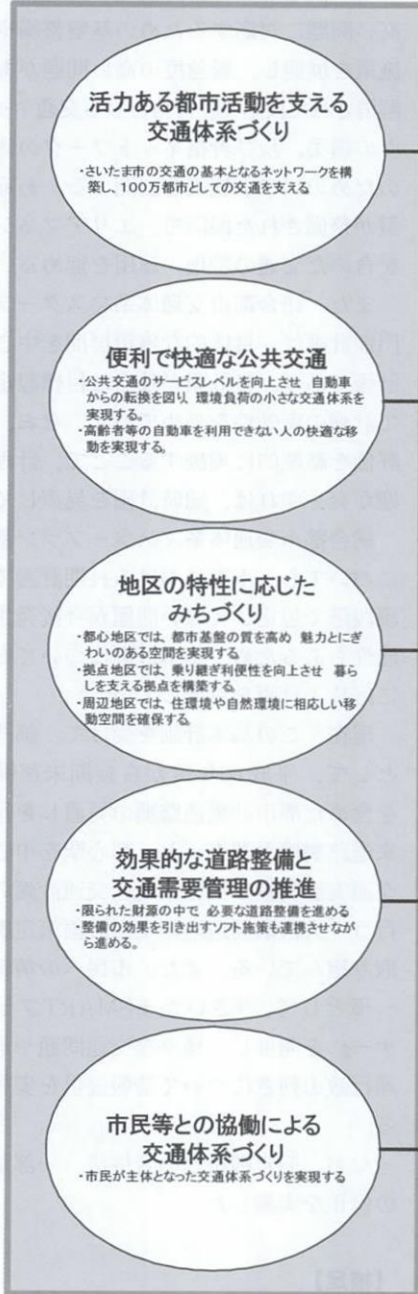 活力ある都市活動を支える
交通体系づくり
・さいたま市の交通の基本となるネットワークを構
築し、100万都市としての交通を支える
便利で快適な公共交通
・公共交通のサービスレベルを向上させ 自動車
からの転換を図り 環境負荷の小さな交通体系を
実現する。
・高齢者等の自動車を利用できない人の快適な移
動を実現する。
地区の特性に応じた
みちづくり
・都心地区では、都市基盤の質を高め 魅力とにぎ
わいのある空間を実現する
・拠点地区では、乗り継ぎ利便性を向上させ 暮ら
しを支える拠点を構築する
・周辺地区では、住環境や自然環境に相応しい移
動空間を確保する
効果的な道路整備と
交通需要管理の推進
・限られた財源の中で 必要な道路整備を進める
・整備の効果を引き出すソフト施策も連携させなが
ら進める。
市民等との協働による
交通体系づくり
・市民が主体となった交通体系づくりを実現する